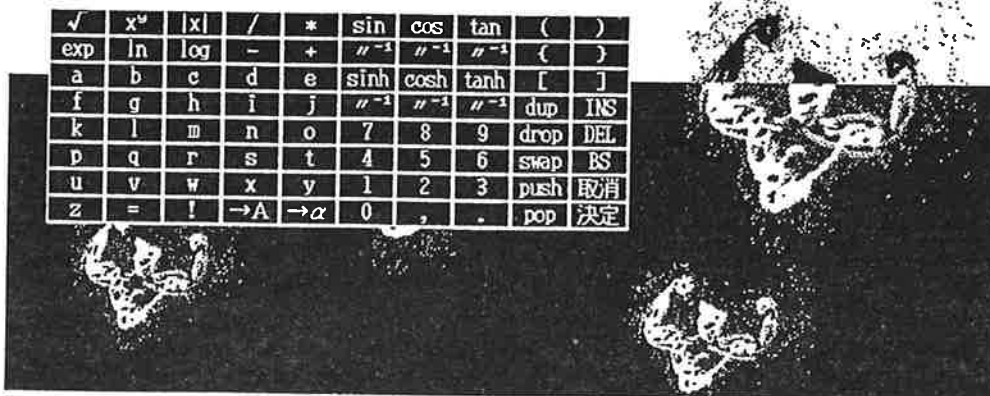 √ xʸ |x| / * sin cos tan ( )
exp ln log - + 〃⁻¹ 〃⁻¹ 〃⁻¹ { }
a b c d e sinh cosh tanh [ ]
f g h i j 〃⁻¹ 〃⁻¹ 〃⁻¹ dup INS
k l m n o 7 8 9 drop DEL
p q r s t 4 5 6 swap BS
u v w x y 1 2 3 push 取消
z = ! →A →α 0 , . pop 決定